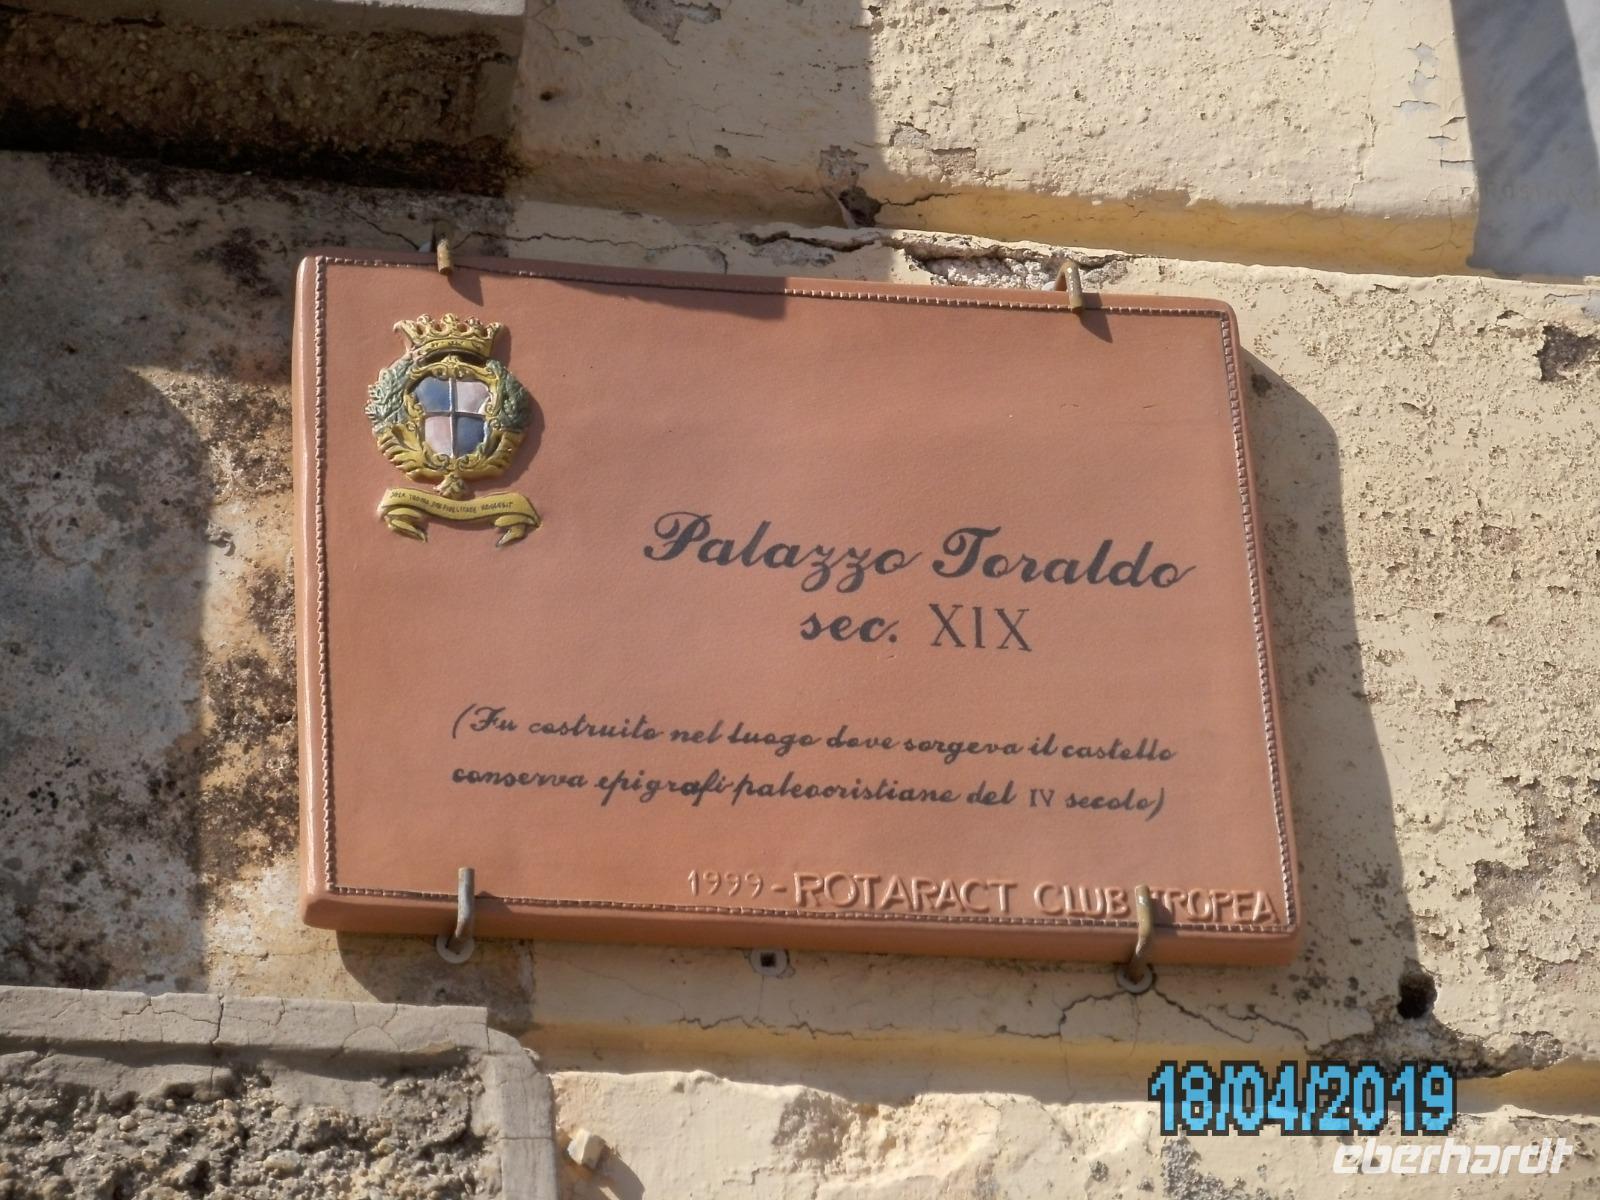 Palazzo Toraldo
sec. XIX
(Fu costruito nel luogo dove sorgeva il castello
conserva epigrafi paleocristiane del IV secolo)
1999 - ROTARACT CLUB TROPEA
18/04/2019
eberhardt